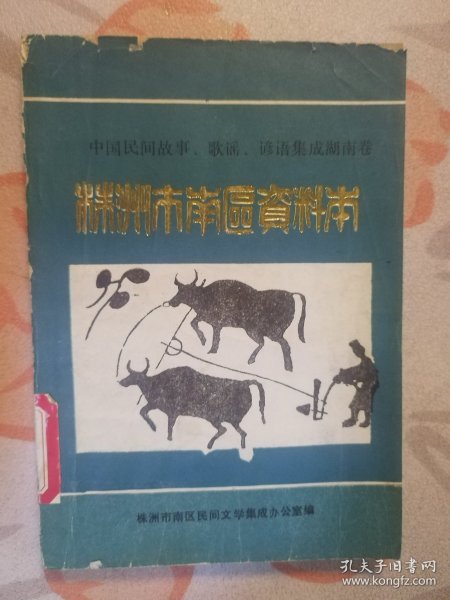 中国民间故事、歌谣、谚语集成湖南卷
株洲市南區資料本
株洲市南区民间文学集成办公室编
孔夫子旧书网
www.kongfz.com